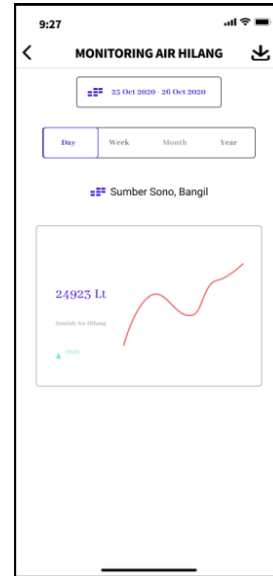 9:27
MONITORING AIR HILANG
25 Oct 2020 - 26 Oct 2020
Day Week Month Year
Sumber Sono, Bangil
24923 Lt
Jumlah Air Hilang